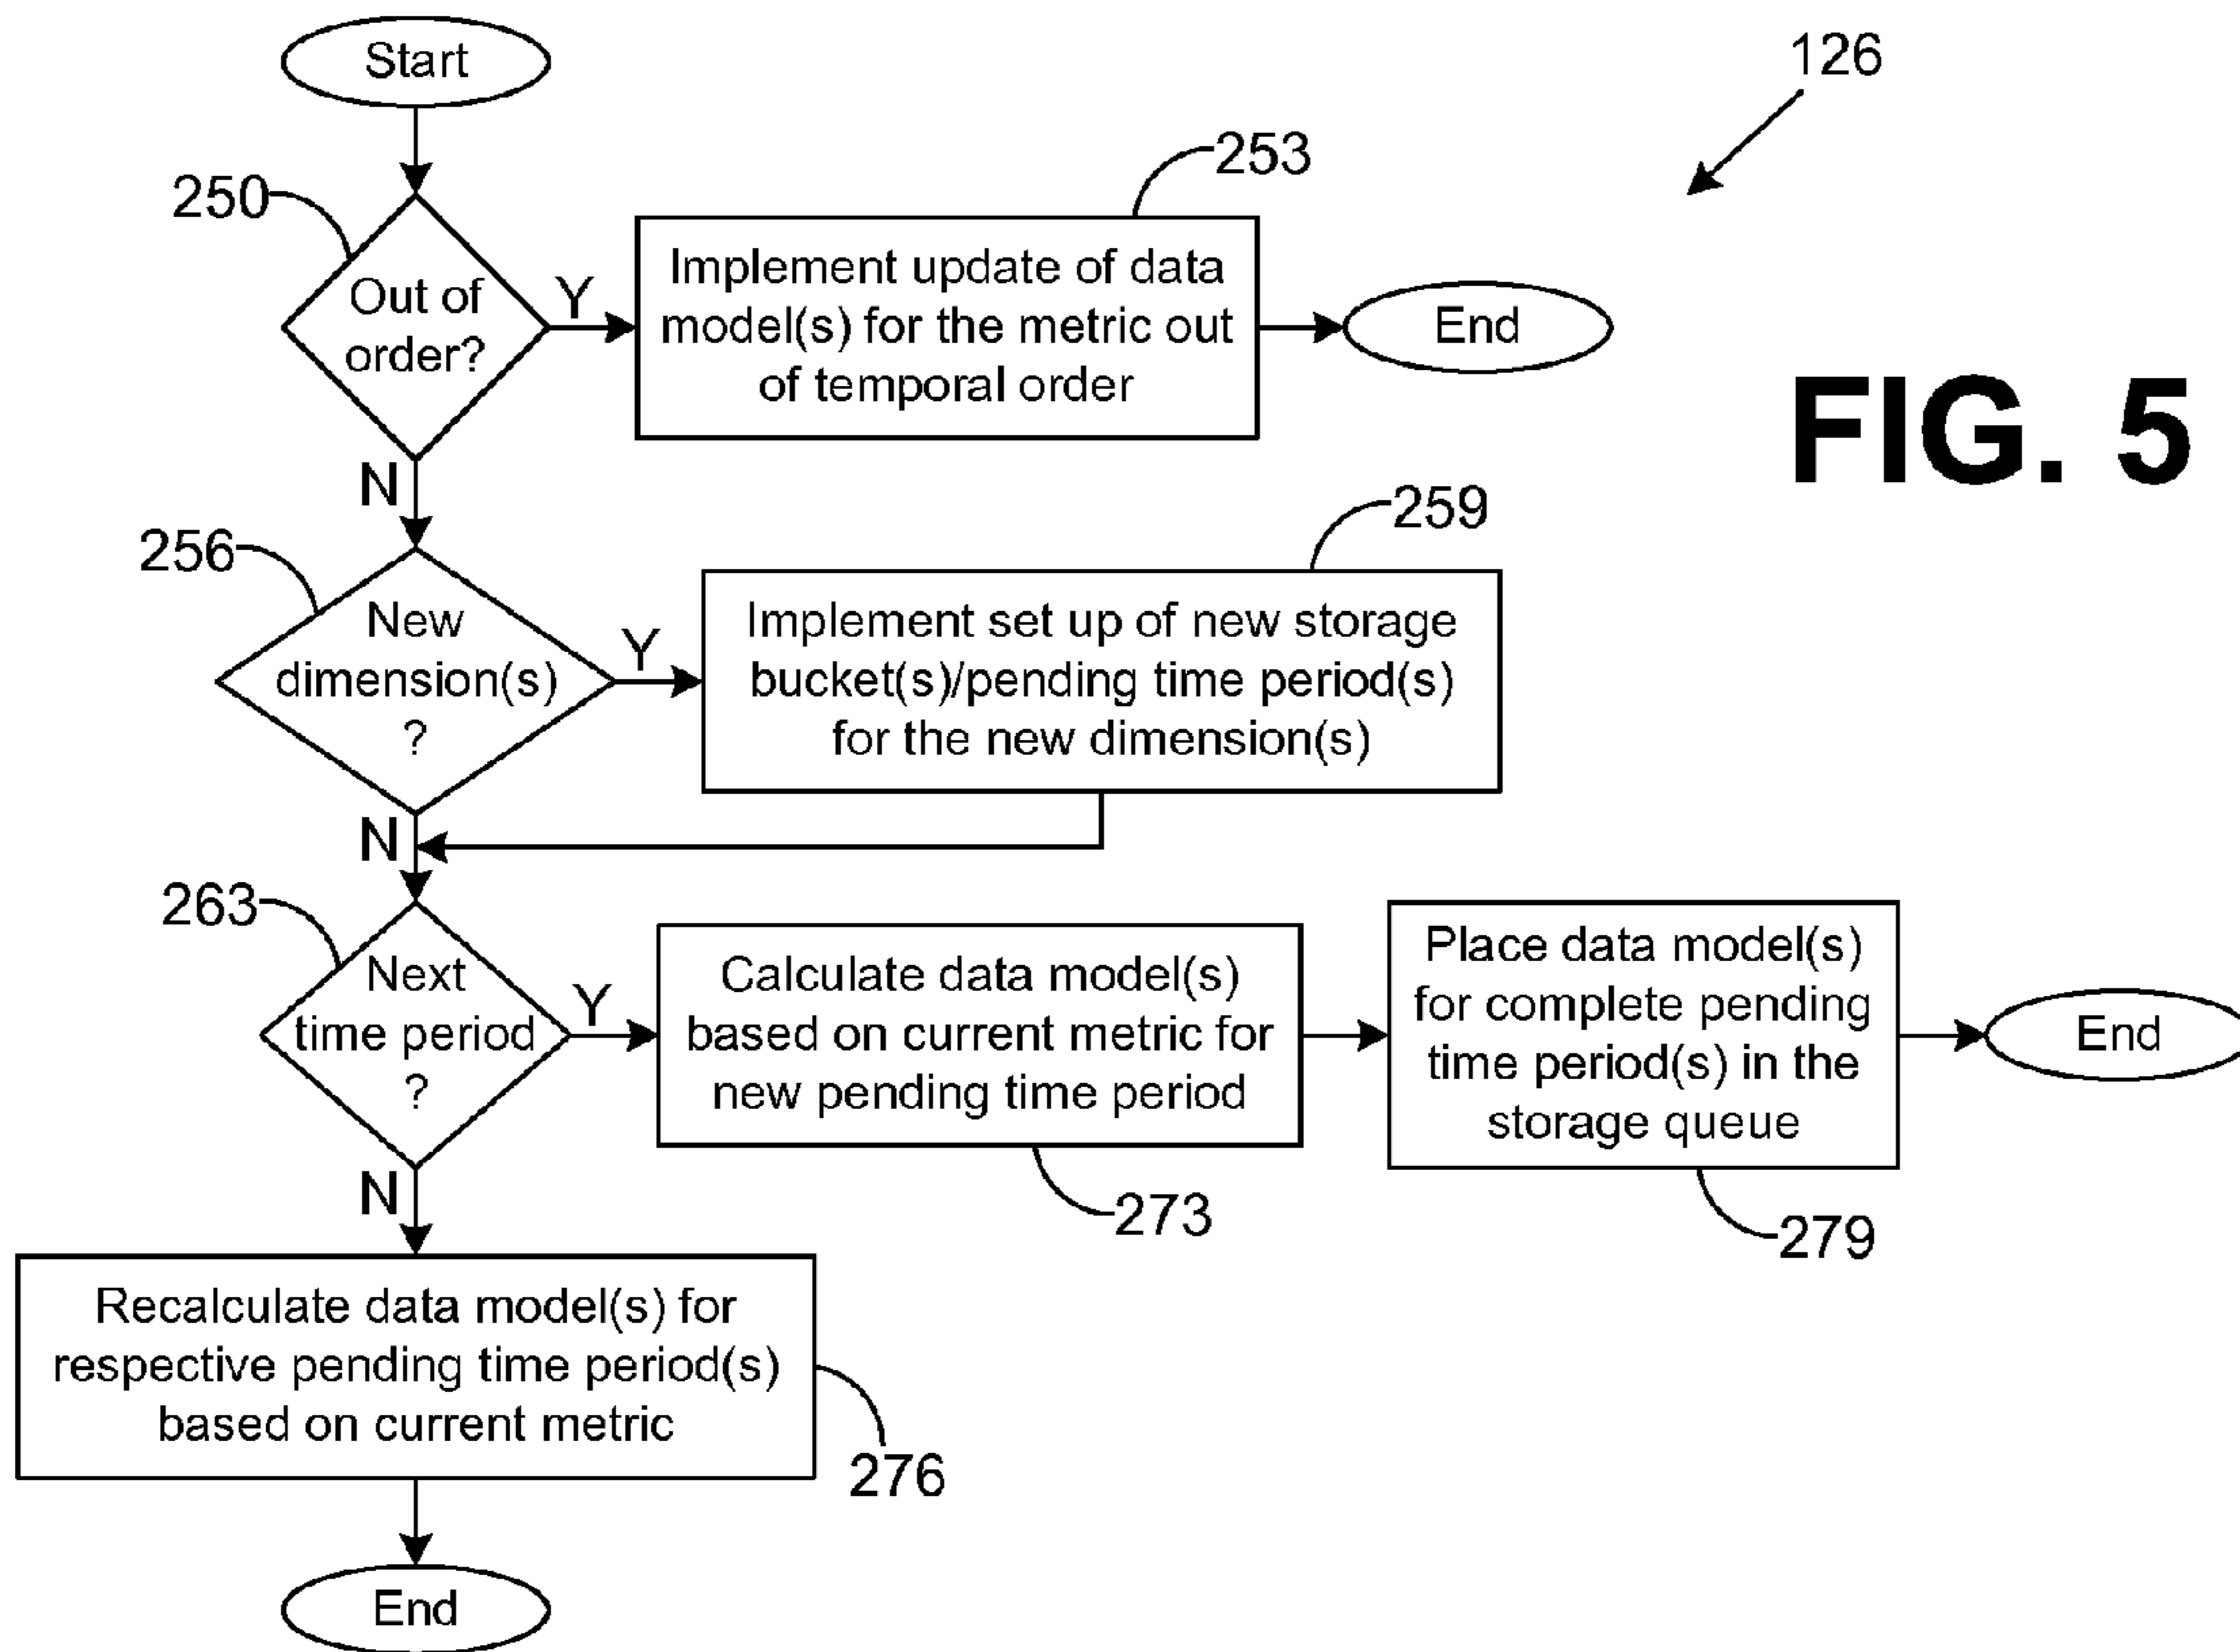 Start
126
250
253
Out of
order?
Y
N
Implement update of data
model(s) for the metric out
of temporal order
End
FIG. 5
256
259
New
dimension(s)
?
Y
N
Implement set up of new storage
bucket(s)/pending time period(s)
for the new dimension(s)
263
Next
time period
?
Y
N
Calculate data model(s)
based on current metric for
new pending time period
273
Place data model(s)
for complete pending
time period(s) in the
storage queue
279
End
Recalculate data model(s) for
respective pending time period(s)
based on current metric
276
End